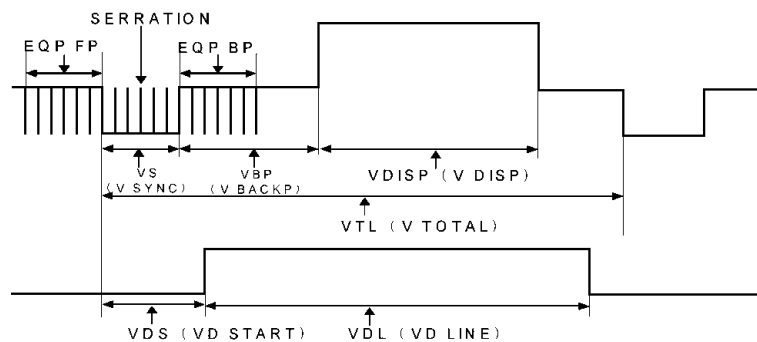 SERRATION
EQP FP
EQP BP
VS
(V SYNC)
VBP
(V BACKP)
VDISP (V DISP)
VTL (V TOTAL)
VDS (VD START)
VDL (VD LINE)